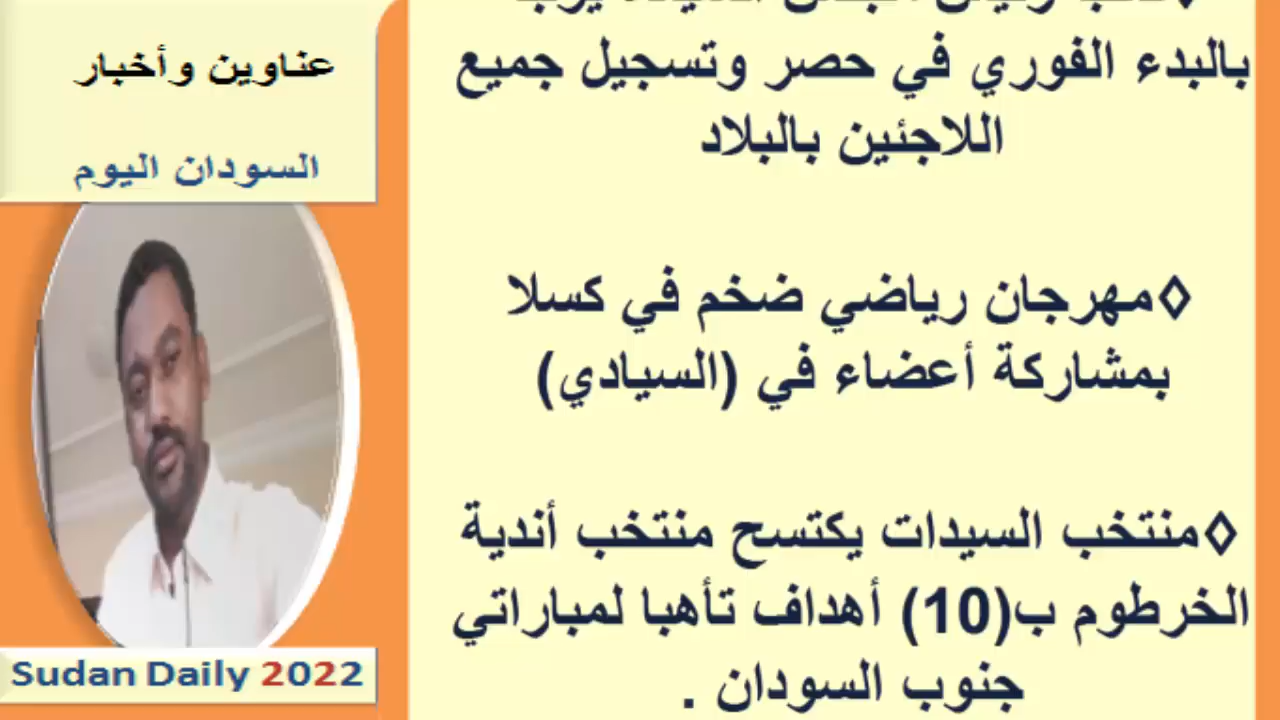 عناوين وأخبار
السودان اليوم
Sudan Daily 2022
بالبدء الفوري في حصر وتسجيل جميع
اللاجئين بالبلاد
◊مهرجان رياضي ضخم في كسلا
بمشاركة أعضاء في (السيادي)
◊منتخب السيدات يكتسح منتخب أندية
الخرطوم ب(10) أهداف تأهبا لمباراتي
جنوب السودان .